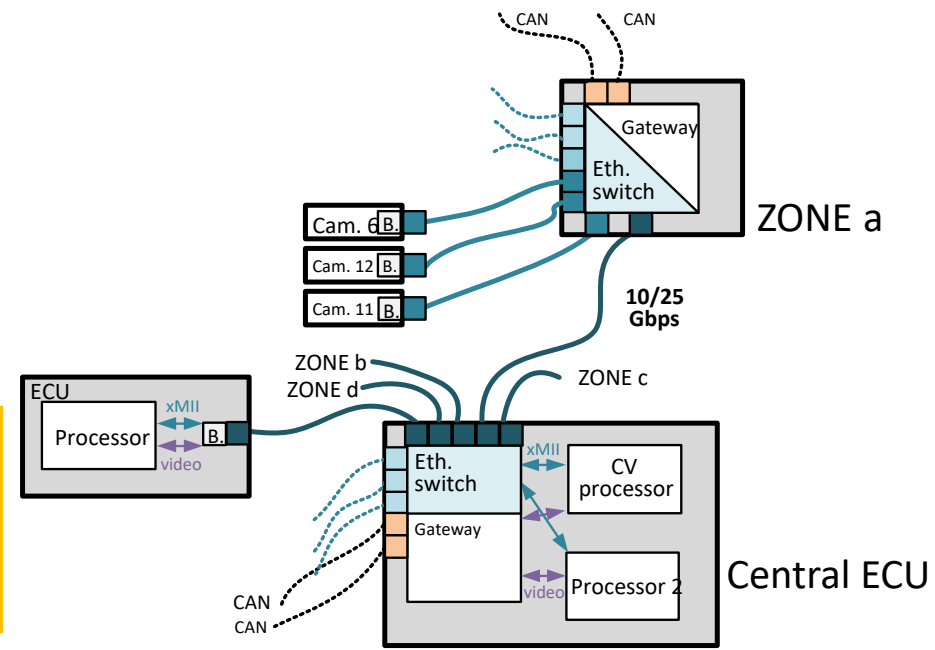 CAN
CAN
Gateway
Eth.
switch
ZONE a
Cam. 6
B.
Cam. 12
B.
Cam. 11
B.
10/25
Gbps
ZONE b
ZONE d
ZONE c
ECU
xMII
Processor
B.
video
Eth.
switch
xMII
CV
processor
Gateway
Processor 2
video
Central ECU
CAN
CAN